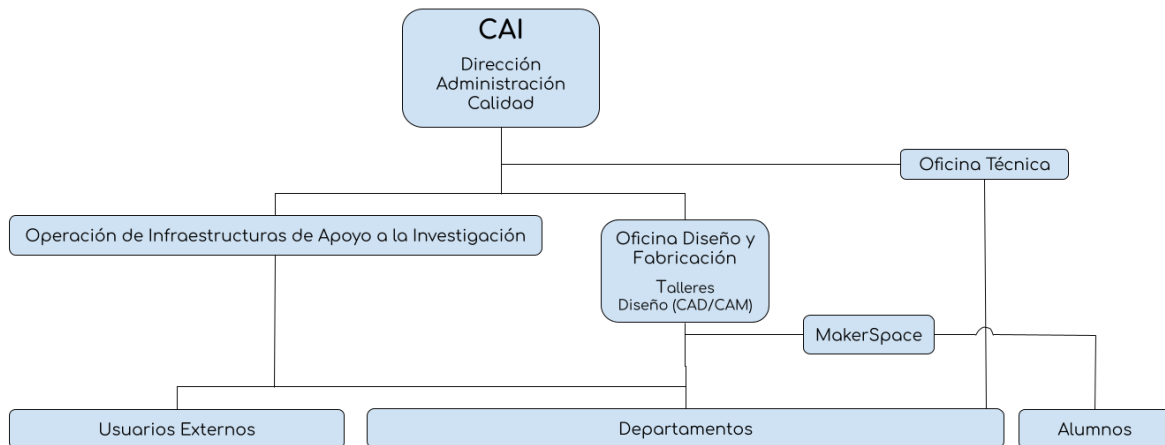 CAI
Dirección
Administración
Calidad
Oficina Técnica
Operación de Infraestructuras de Apoyo a la Investigación
Oficina Diseño y
Fabricación
Talleres
Diseño (CAD/CAM)
MakerSpace
Usuarios Externos
Departamentos
Alumnos